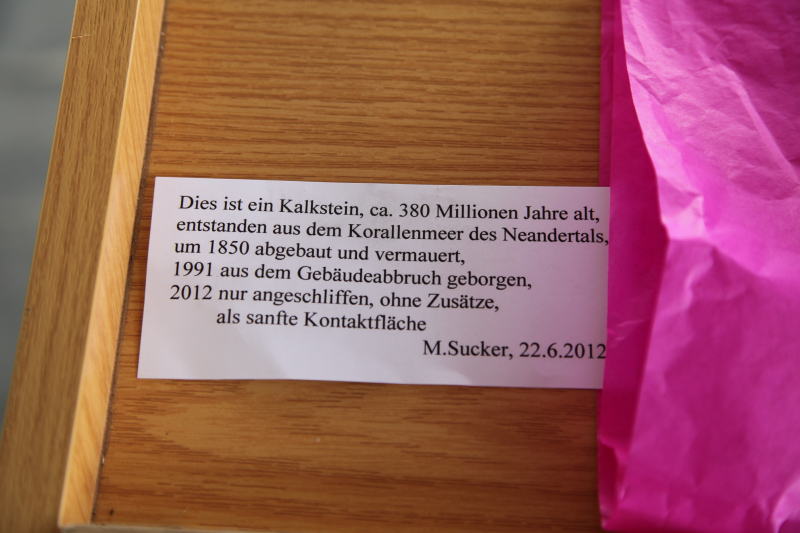 Dies ist ein Kalkstein, ca. 380 Millionen Jahre alt,
entstanden aus dem Korallenmeer des Neandertals,
um 1850 abgebaut und vermauert,
1991 aus dem Gebäudeabbruch geborgen,
2012 nur angeschliffen, ohne Zusätze,
als sanfte Kontaktfläche
M.Sucker, 22.6.2012